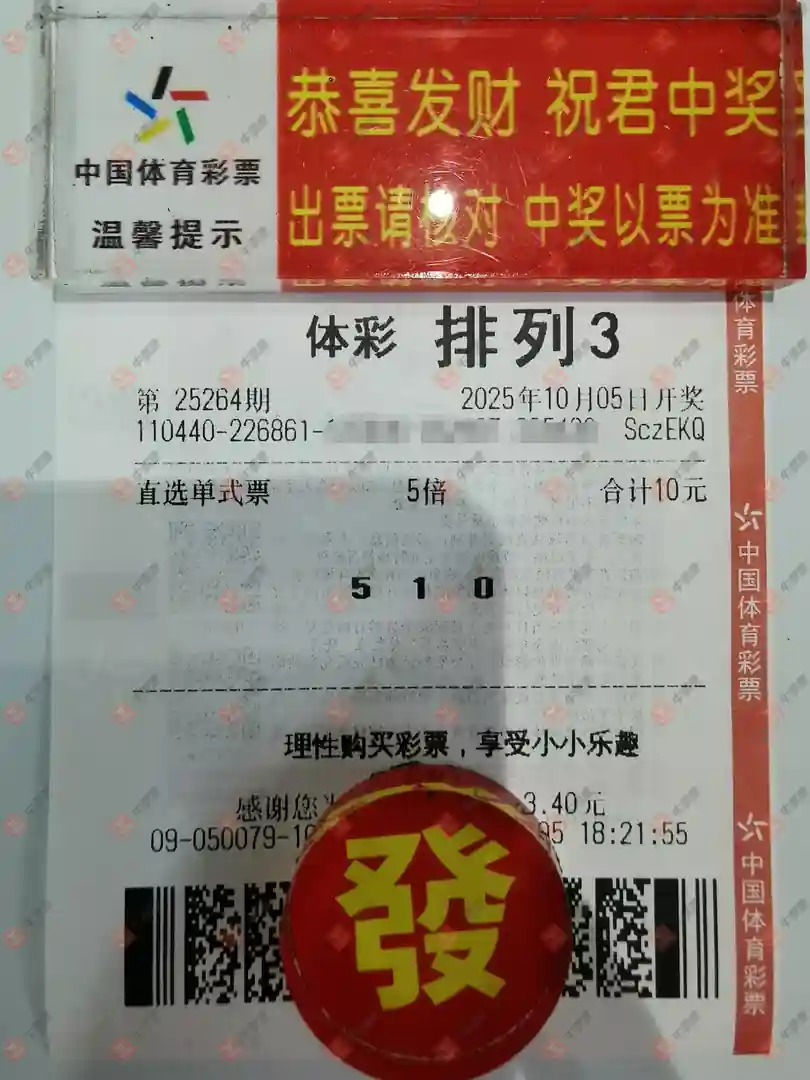 中国体育彩票
温馨提示
恭喜发财 祝君中奖
出票请核对 中奖以票为准
体彩 排列3
第 25264期 2025年10月05日开奖
110440-226861- SczEKQ
直选单式票 5倍 合计10元
5 1 0
理性购买彩票，享受小小乐趣
感谢您 3.40元
09-050079-10 05 18:21:55
發
体育彩票
中国体育彩票
中国体育彩票